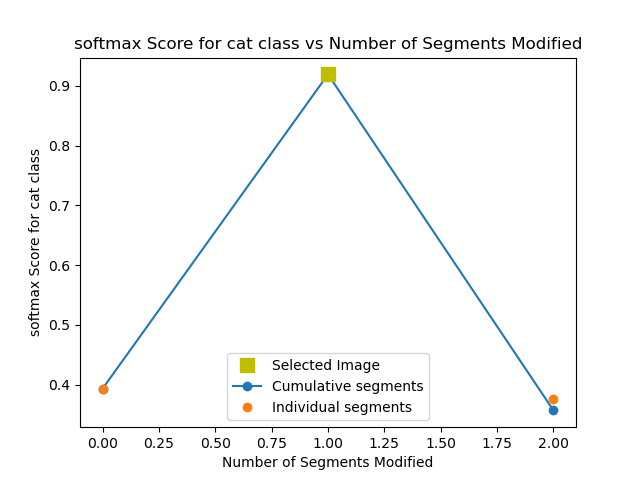 softmax Score for cat class vs Number of Segments Modified
softmax Score for cat class
0.9
0.8
0.7
0.6
0.5
0.4
Selected Image
Cumulative segments
Individual segments
0.00 0.25 0.50 0.75 1.00 1.25 1.50 1.75 2.00
Number of Segments Modified